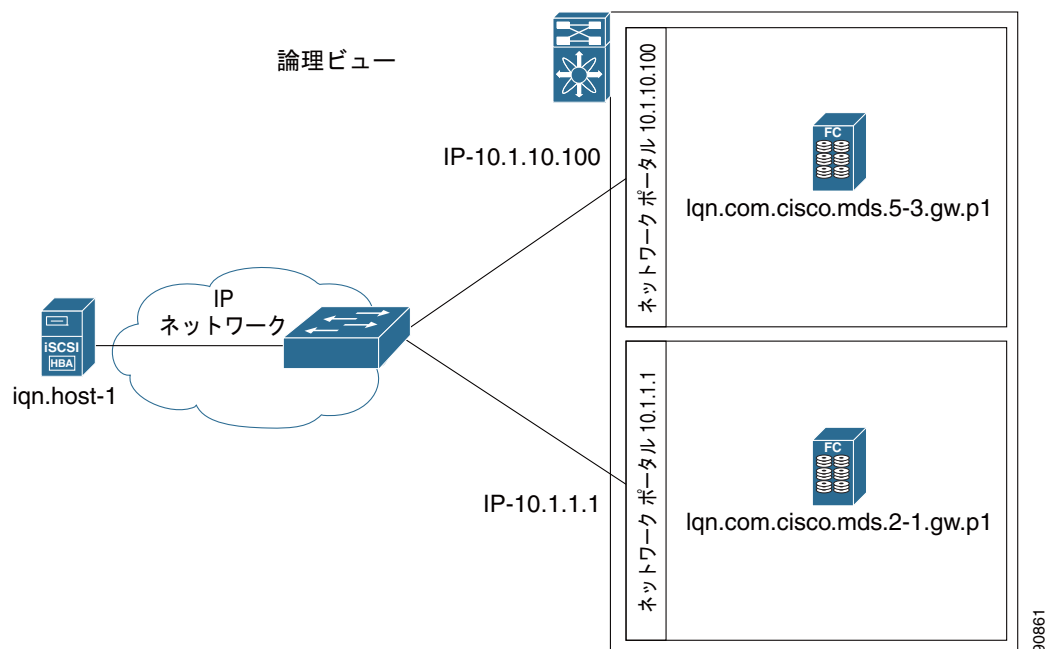 論理ビュー
IP-10.1.10.100
ネットワーク ポータル 10.1.10.100
FC
lqn.com.cisco.mds.5-3.gw.p1
IP
ネットワーク
iSCSI
HBA
iqn.host-1
IP-10.1.1.1
ネットワーク ポータル 10.1.1.1
FC
lqn.com.cisco.mds.2-1.gw.p1
90861